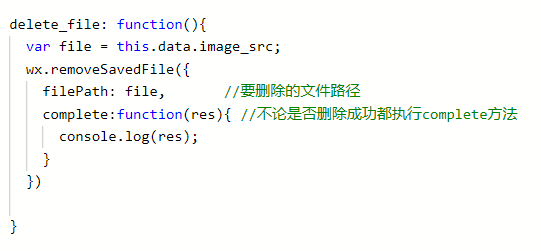 delete_file: function(){
  var file = this.data.image_src;
  wx.removeSavedFile({
    filePath: file,       //要删除的文件路径
    complete:function(res){ //不论是否删除成功都执行complete方法
      console.log(res);
    }
  })
}